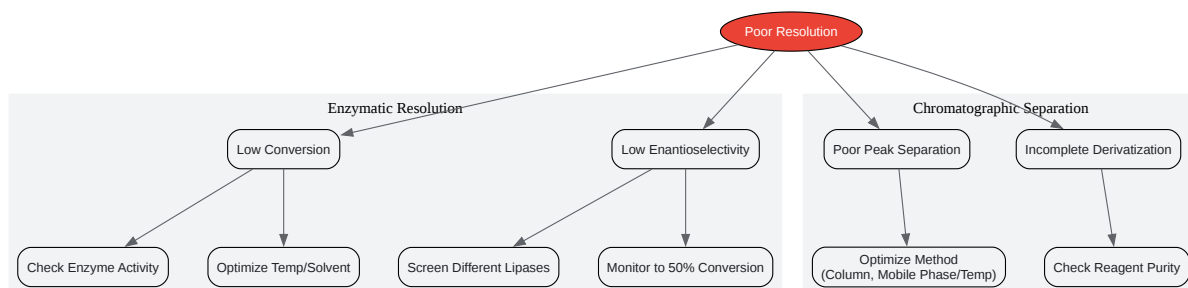 Poor Resolution
Enzymatic Resolution
Chromatographic Separation
Low Conversion
Low Enantioselectivity
Poor Peak Separation
Incomplete Derivatization
Check Enzyme Activity
Optimize Temp/Solvent
Screen Different Lipases
Monitor to 50% Conversion
Optimize Method
(Column, Mobile Phase/Temp)
Check Reagent Purity